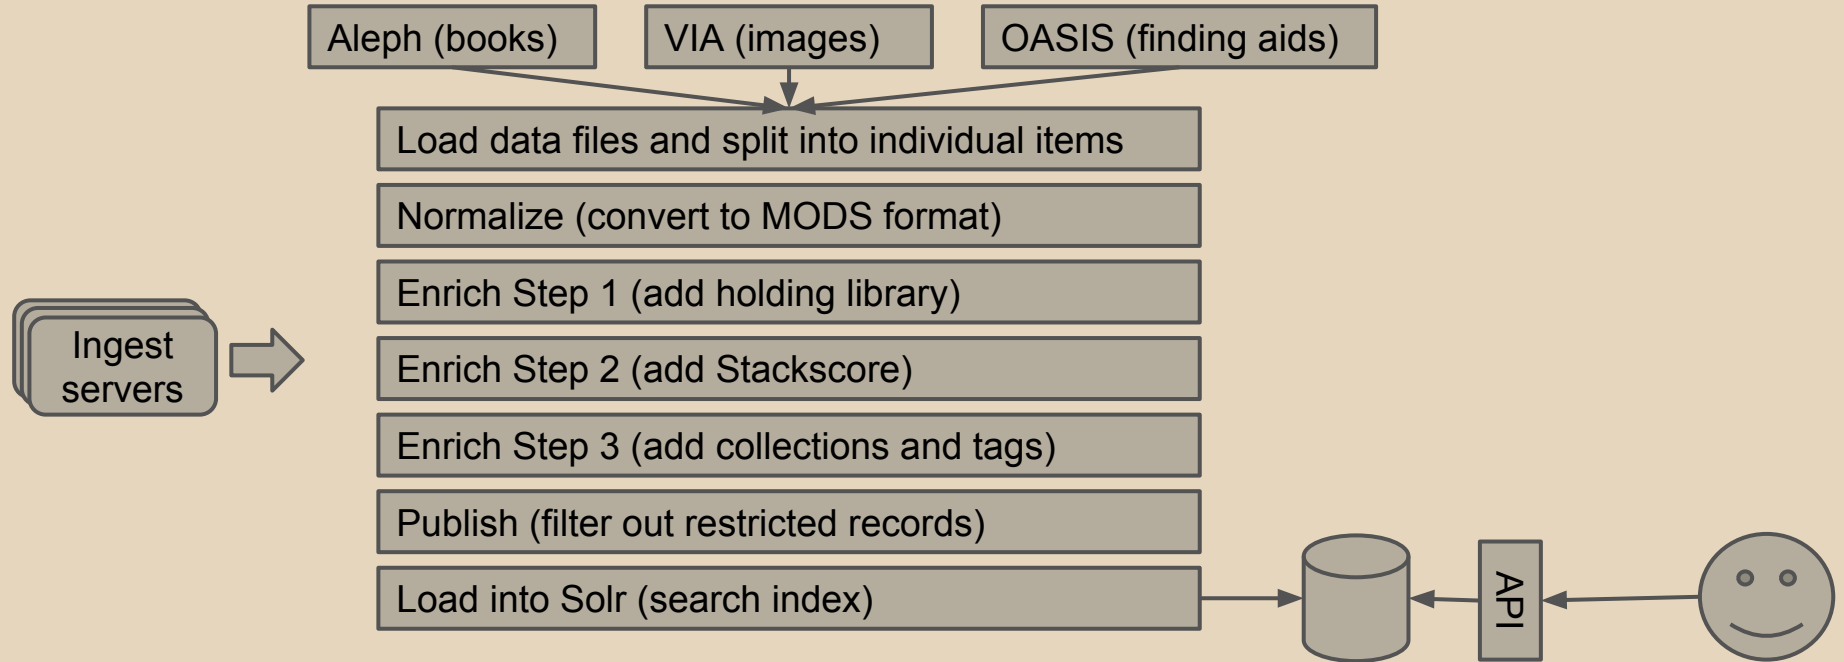 Aleph (books)
VIA (images)
OASIS (finding aids)
Load data files and split into individual items
Normalize (convert to MODS format)
Enrich Step 1 (add holding library)
Ingest
servers
Enrich Step 2 (add Stackscore)
Enrich Step 3 (add collections and tags)
Publish (filter out restricted records)
Load into Solr (search index)
API